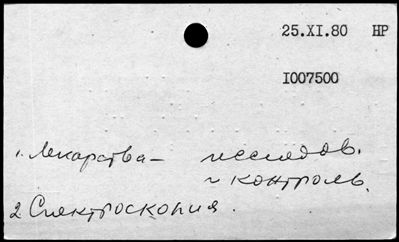 25.XI.80 НР
I007500
1. Лекарства — исследов.
и контроль.
2 Спектроскопия.